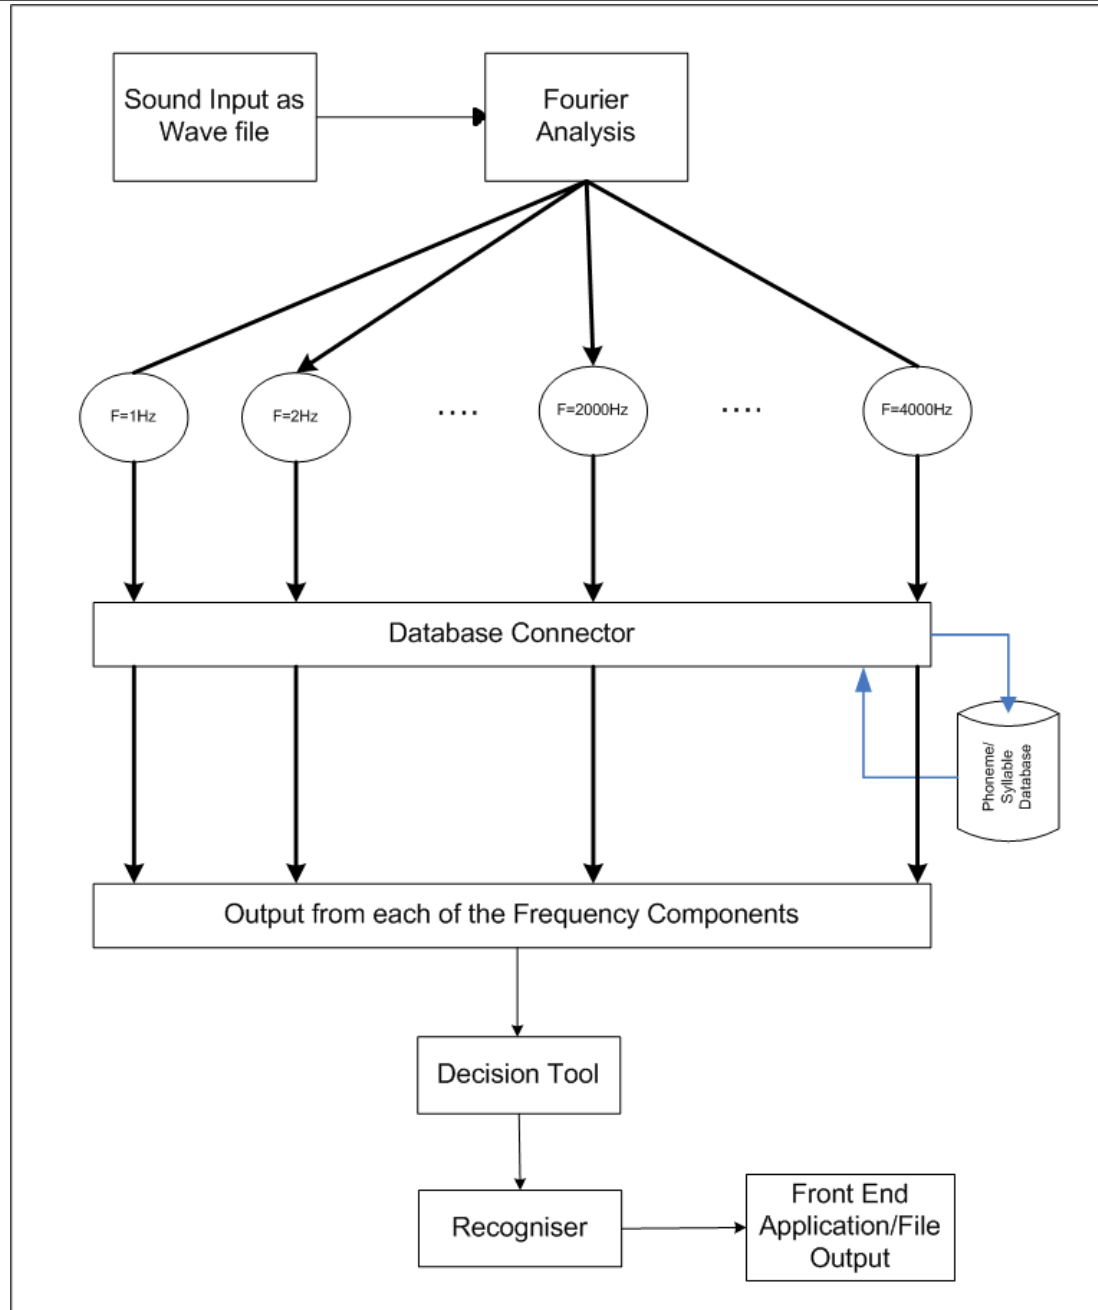 Sound Input as
Wave file
Fourier
Analysis
F=1Hz
F=2Hz
....
F=2000Hz
....
F=4000Hz
Database Connector
Phoneme/
Syllable
Database
Output from each of the Frequency Components
Decision Tool
Recogniser
Front End
Application/File
Output